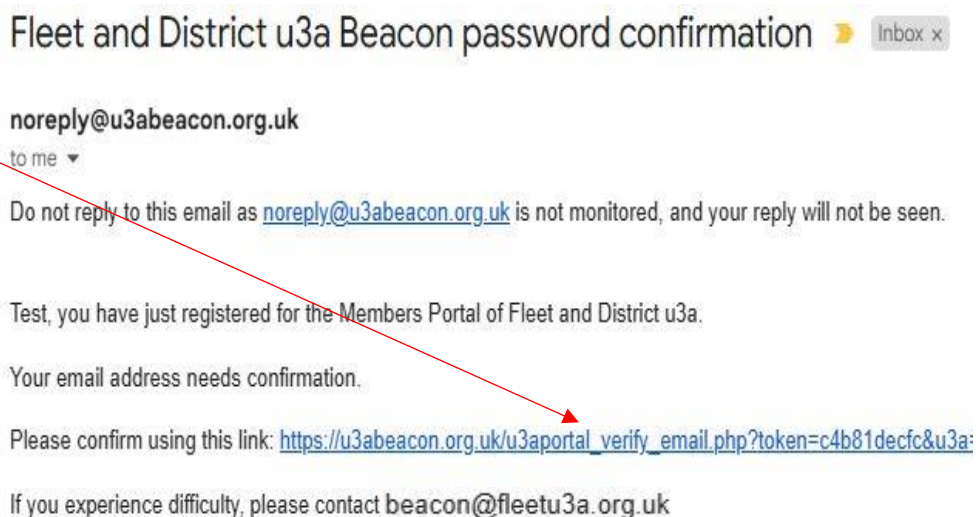 Fleet and District u3a Beacon password confirmation Inbox x
noreply@u3abeacon.org.uk
to me
Do not reply to this email as noreply@u3abeacon.org.uk is not monitored, and your reply will not be seen.
Test, you have just registered for the Members Portal of Fleet and District u3a.
Your email address needs confirmation.
Please confirm using this link: https://u3abeacon.org.uk/u3aportal_verify_email.php?token=c4b81decfc&u3a=
If you experience difficulty, please contact beacon@fleetu3a.org.uk